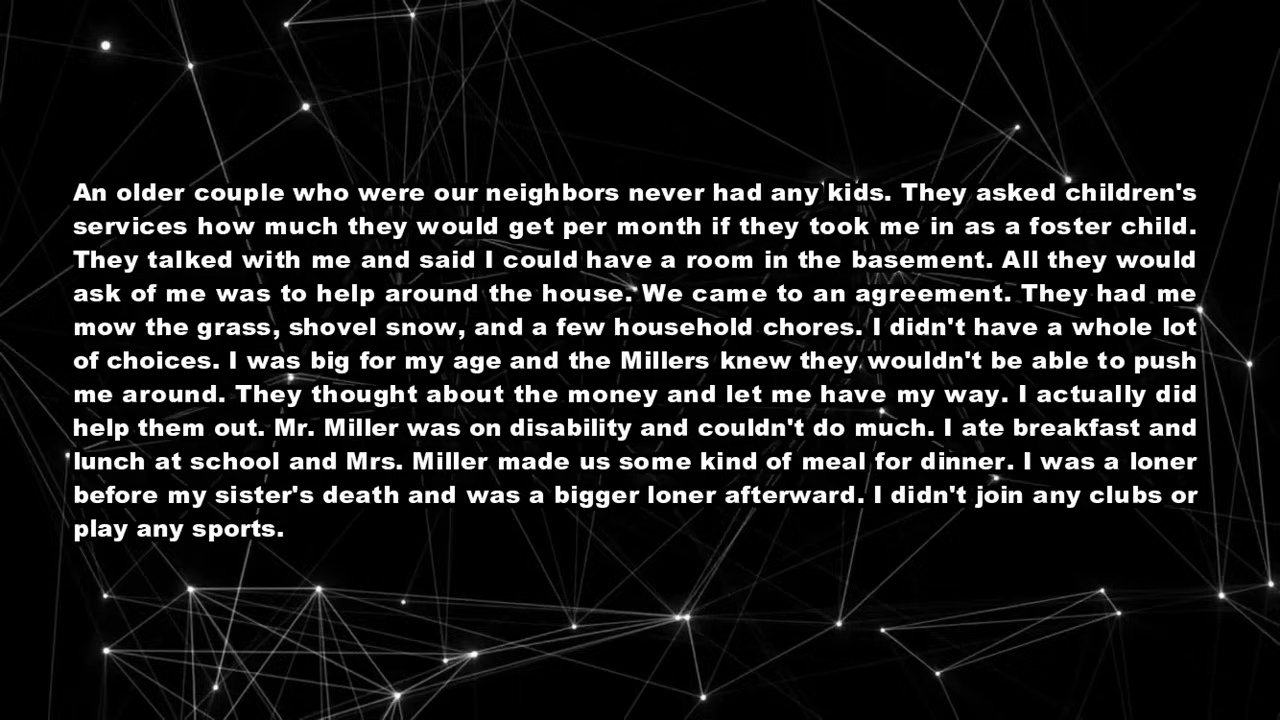 An older couple who were our neighbors never had any kids. They asked children's
services how much they would get per month if they took me in as a foster child.
They talked with me and said I could have a room in the basement. All they would
ask of me was to help around the house. We came to an agreement. They had me
mow the grass, shovel snow, and a few household chores. I didn't have a whole lot
of choices. I was big for my age and the Millers knew they wouldn't be able to push
me around. They thought about the money and let me have my way. I actually did
help them out. Mr. Miller was on disability and couldn't do much. I ate breakfast and
lunch at school and Mrs. Miller made us some kind of meal for dinner. I was a loner
before my sister's death and was a bigger loner afterward. I didn't join any clubs or
play any sports.